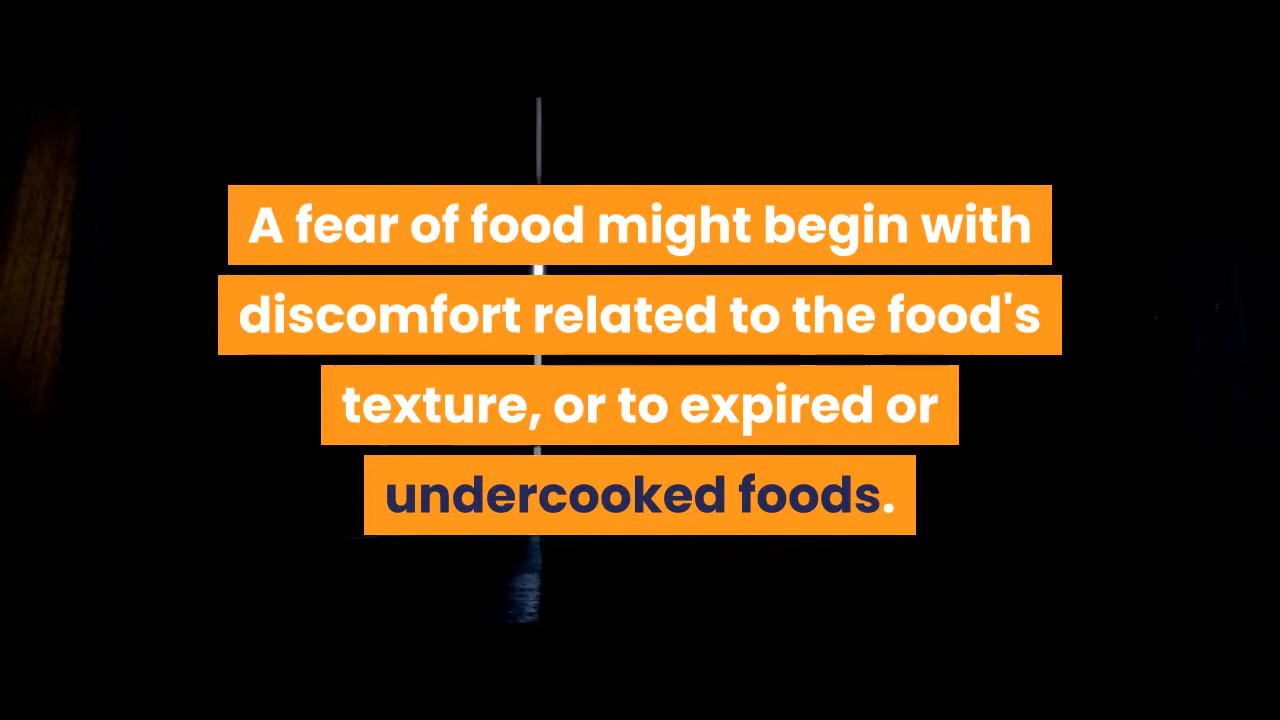 A fear of food might begin with
discomfort related to the food's
texture, or to expired or
undercooked foods.